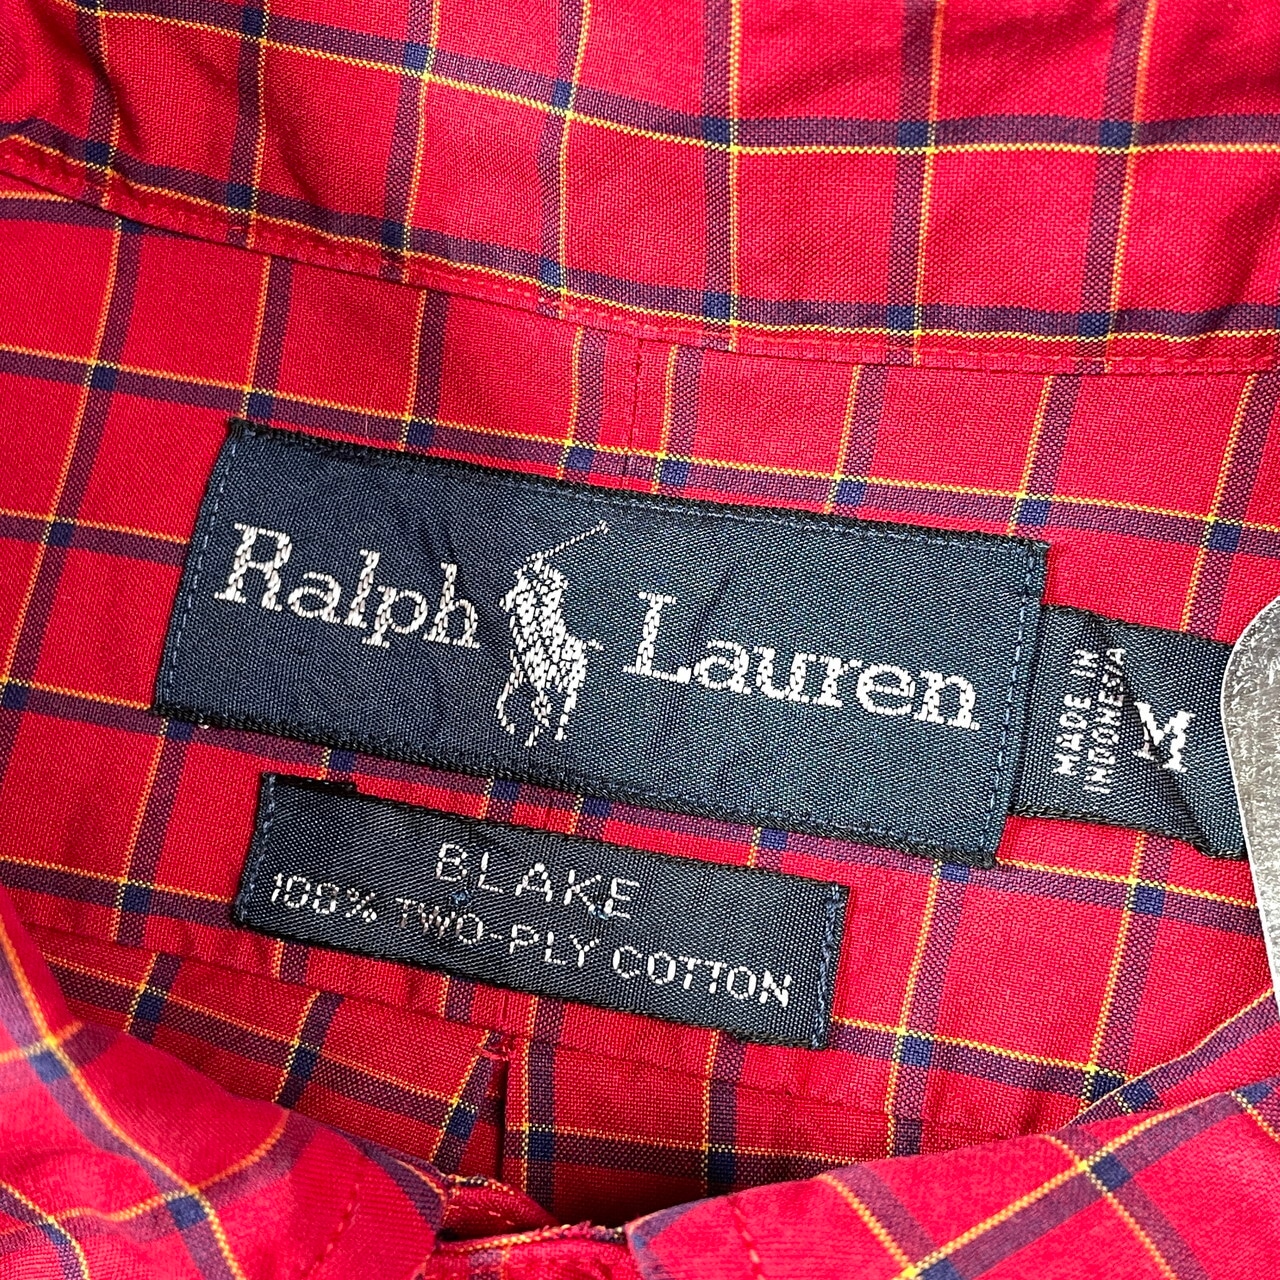 Ralph Lauren
MADE IN
INDONESIA
M
BLAKE
100% TWO-PLY COTTON